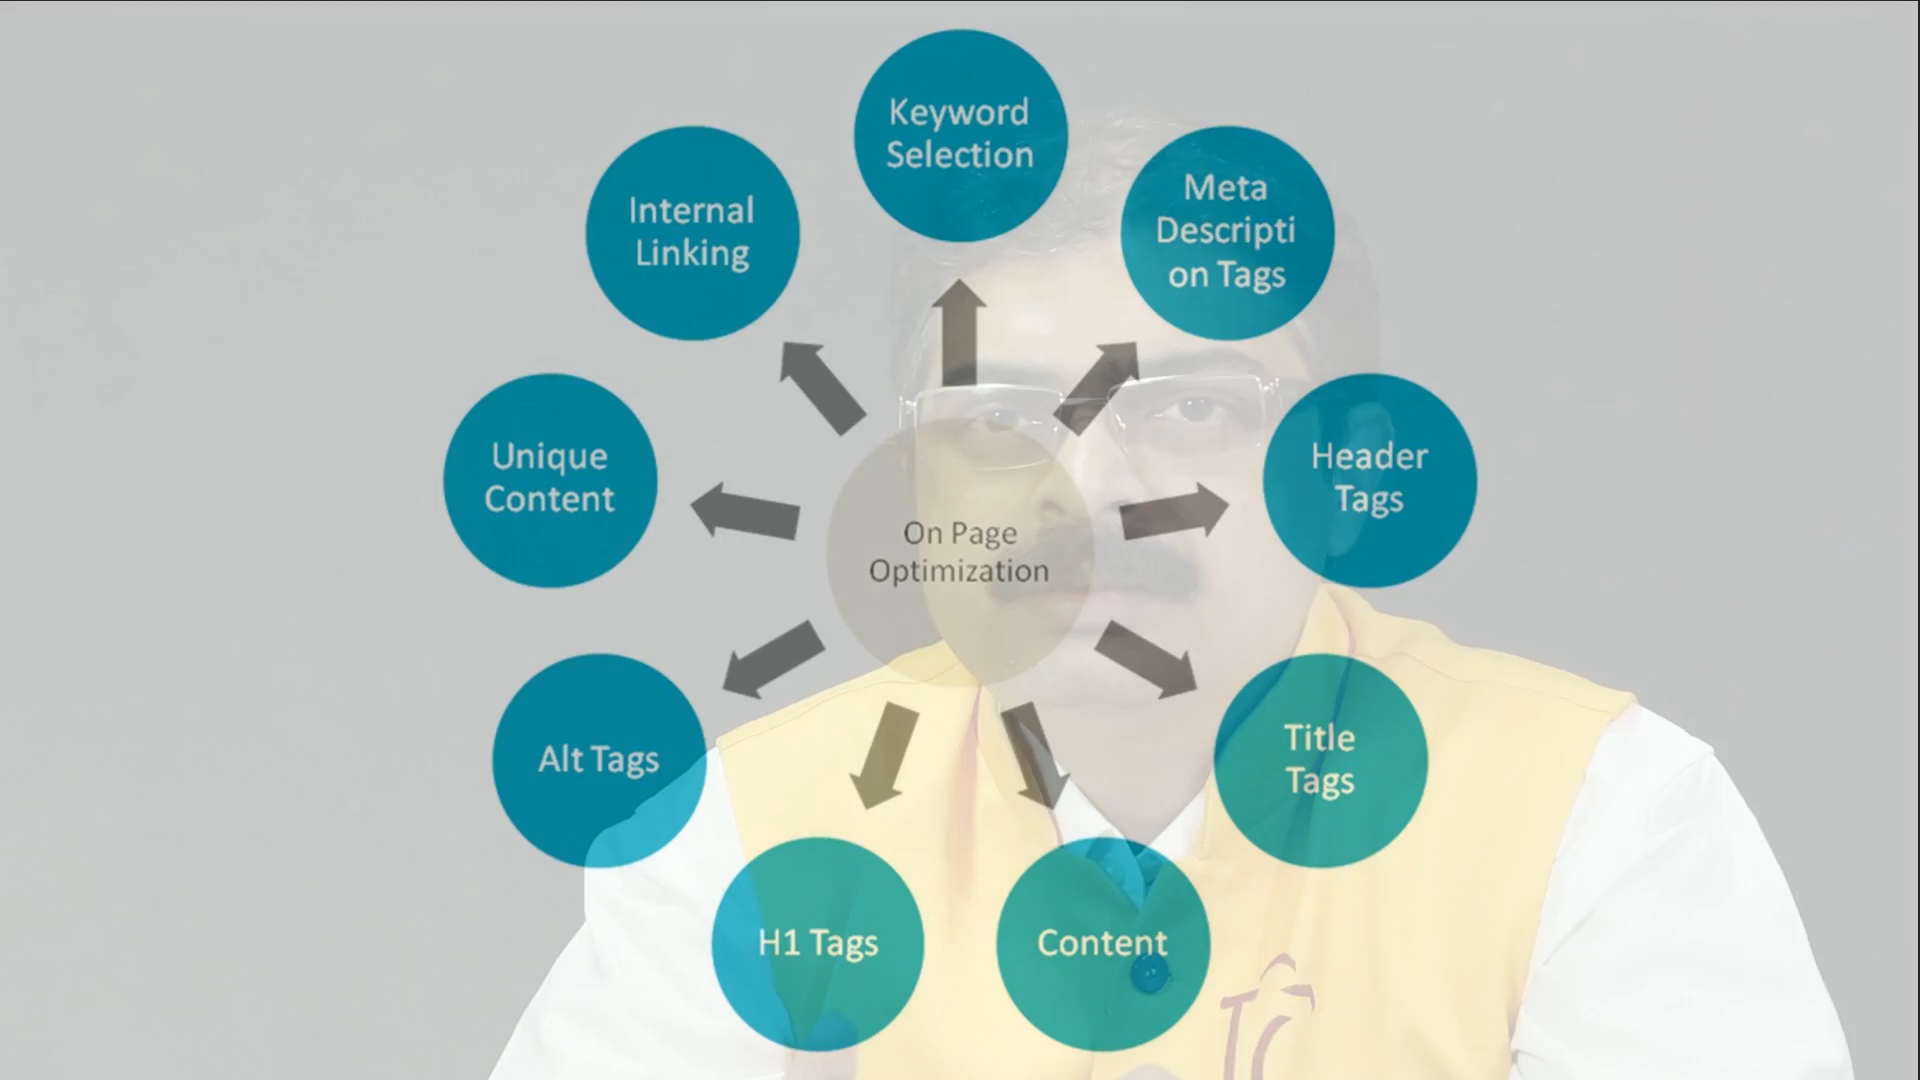 Keyword
Selection
Meta
Descripti
on Tags
Header
Tags
Title
Tags
Content
H1 Tags
Alt Tags
Unique
Content
Internal
Linking
On Page
Optimization